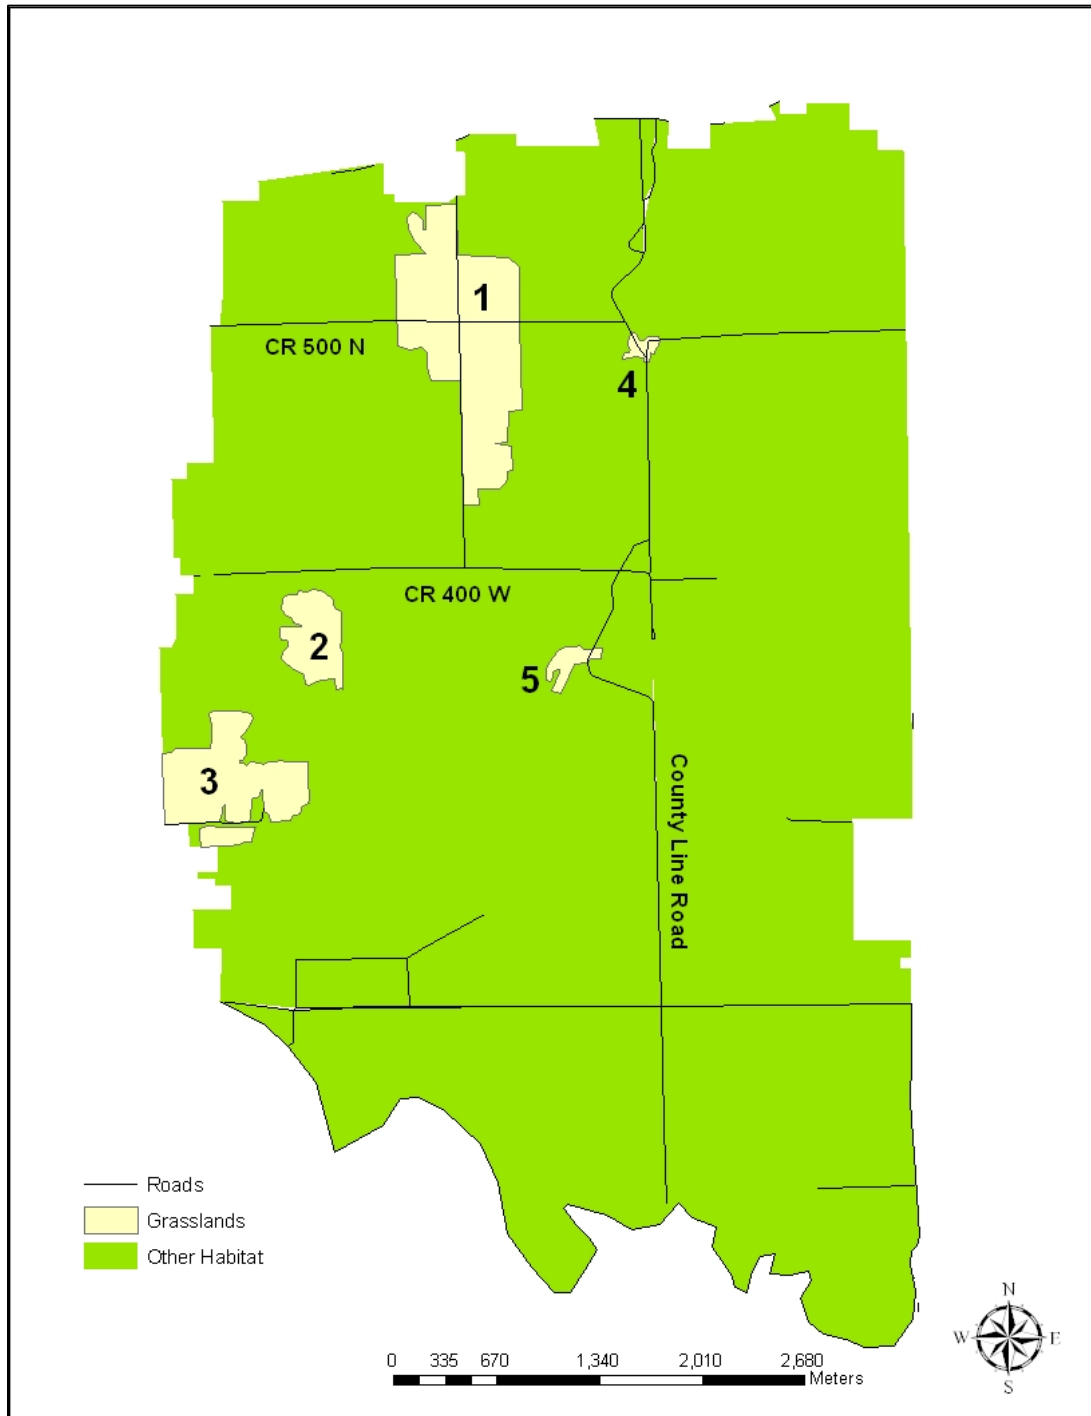 1
CR 500 N
4
CR 400 W
2
5
3
County Line Road
Roads
Grasslands
Other Habitat
N
W E
S
0 335 670 1,340 2,010 2,680
Meters